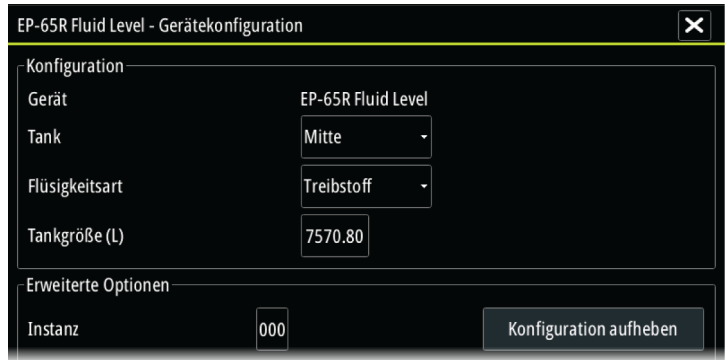 EP-65R Fluid Level - Gerätekonfiguration
Konfiguration
Gerät EP-65R Fluid Level
Tank Mitte
Flüsigkeitsart Treibstoff
Tankgröße (L) 7570.80
Erweiterte Optionen
Instanz 000 Konfiguration aufheben